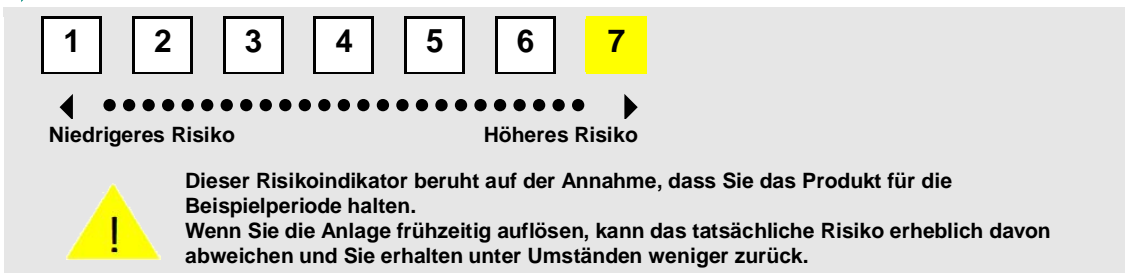 1 2 3 4 5 6 7
Niedrigeres Risiko Höheres Risiko
Dieser Risikoindikator beruht auf der Annahme, dass Sie das Produkt für die
Beispielperiode halten.
Wenn Sie die Anlage frühzeitig auflösen, kann das tatsächliche Risiko erheblich davon
abweichen und Sie erhalten unter Umständen weniger zurück.
!